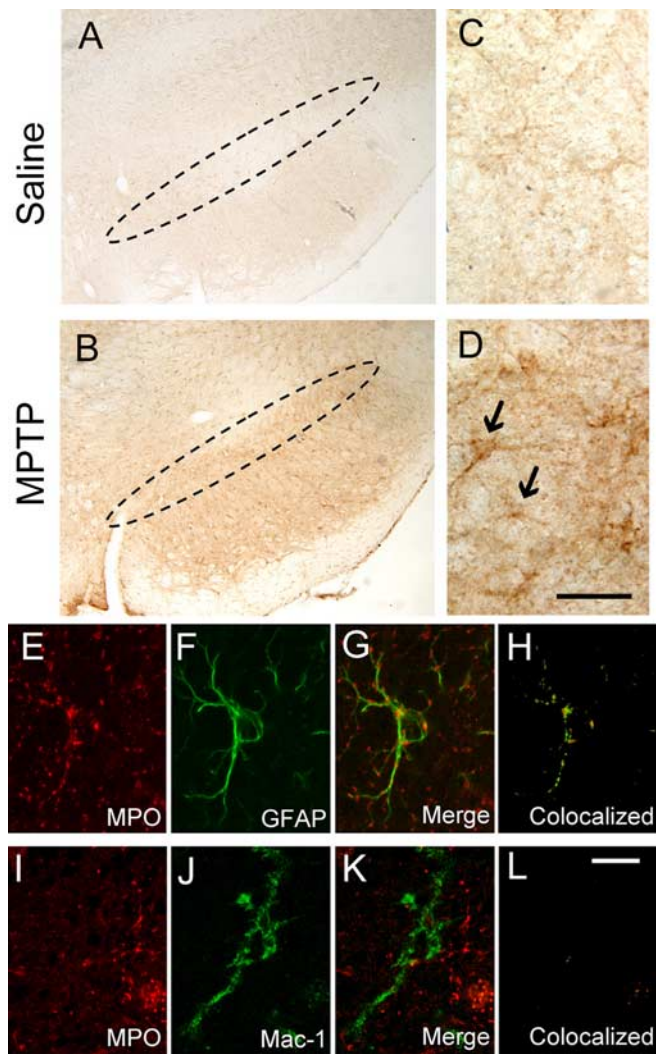 A
C
Saline
B
D
MPTP
E
F
G
H
MPO
GFAP
Merge
Colocalized
I
J
K
L
MPO
Mac-1
Merge
Colocalized